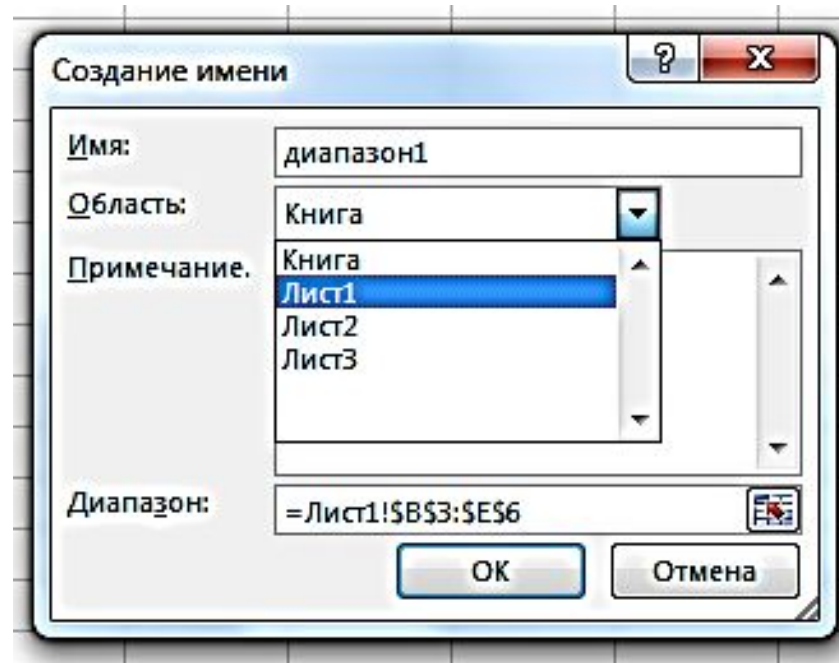 Создание имени
Имя:
диапазон1
Область:
Книга
Книга
Лист1
Лист2
Лист3
Примечание.
Диапазон:
=Лист1!$B$3:$E$6
ОК
Отмена